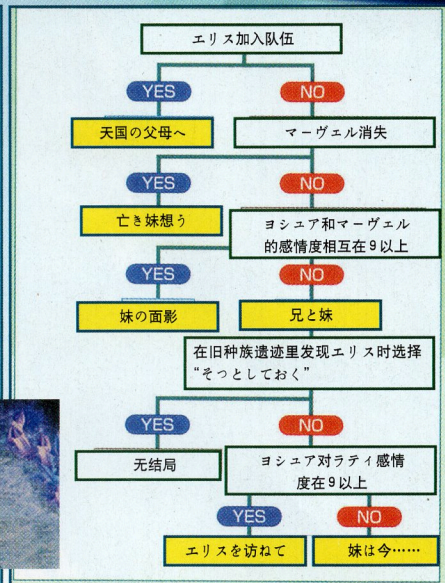 エリス加入队伍
YES
NO
天国の父母へ
マーヴェル消失
YES
NO
亡き妹想う
ヨシュア和マーヴェル
的感情度相互在9以上
YES
NO
妹の面影
兄と妹
在旧种族遗迹里发现エリス时选择
“そつとしておく”
YES
NO
无结局
ヨシュア对ラティ感情
度在9以上
YES
NO
エリスを訪ねて
妹は今……